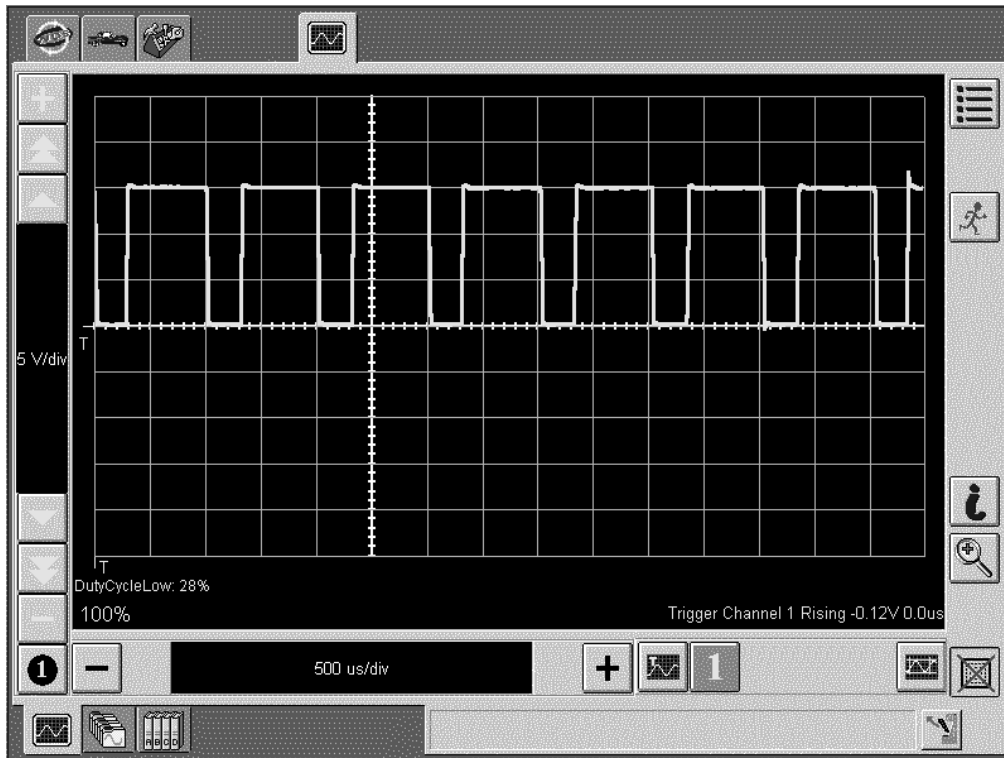 T
5 V/div
T
DutyCycleLow: 28%
100%
Trigger Channel 1 Rising -0.12V 0.0us
1
500 us/div
T
1
A B C D